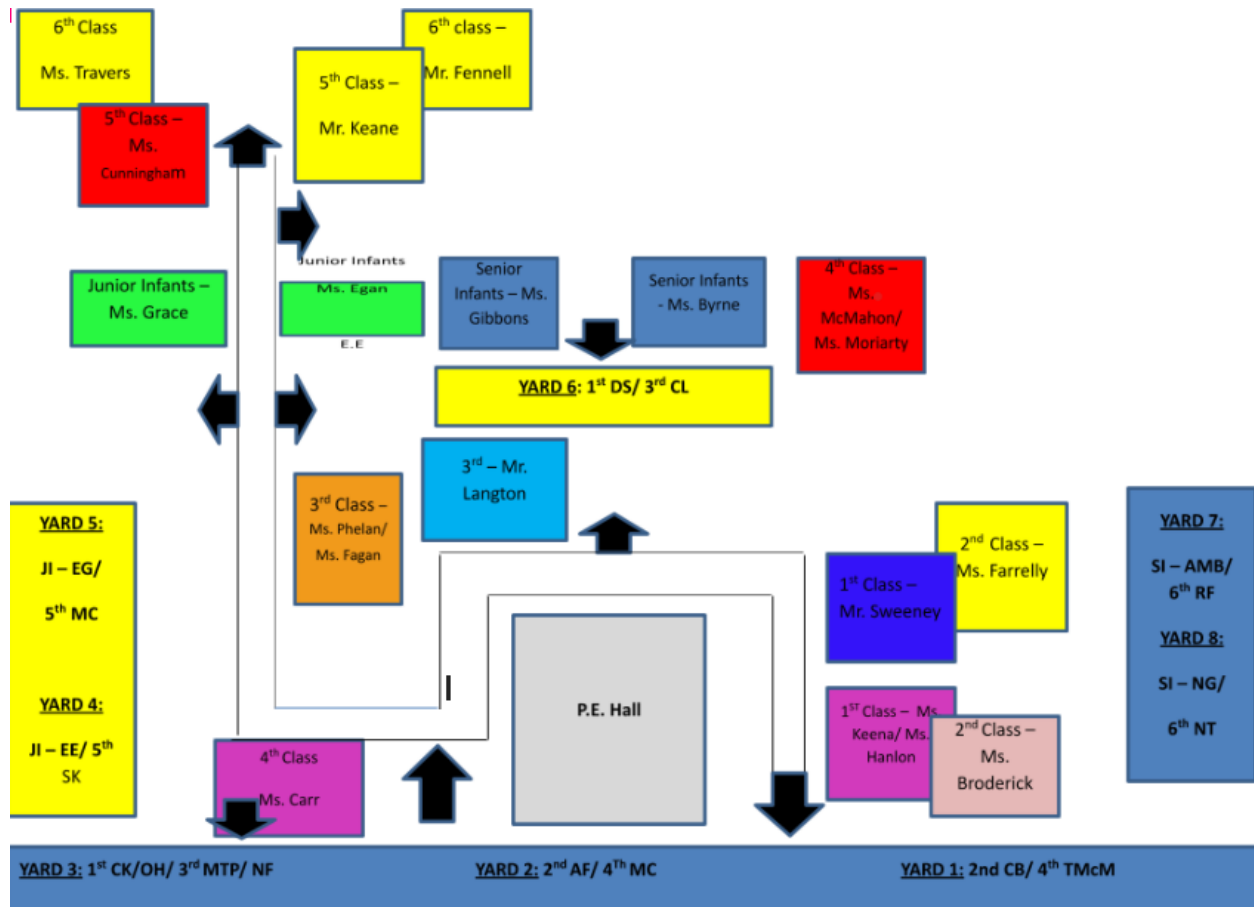 6th Class
Ms. Travers
6th class –
Mr. Fennell
5th Class –
Mr. Keane
5th Class –
Ms.
Cunningham
Junior Infants –
Ms. Grace
Junior Infants
Ms. Egan
E.E
Senior
Infants – Ms.
Gibbons
Senior Infants
- Ms. Byrne
4th Class –
Ms.
McMahon/
Ms. Moriarty
YARD 6: 1st DS/ 3rd CL
3rd – Mr.
Langton
3rd Class –
Ms. Phelan/
Ms. Fagan
YARD 5:
JI – EG/
5th MC
YARD 4:
JI – EE/ 5th
SK
2nd Class –
Ms. Farrelly
1st Class –
Mr. Sweeney
YARD 7:
SI – AMB/
6th RF
YARD 8:
SI – NG/
6th NT
P.E. Hall
1st Class – Ms.
Keena/ Ms.
Hanlon
2nd Class –
Ms.
Broderick
4th Class
Ms. Carr
YARD 3: 1st CK/OH/ 3rd MTP/ NF
YARD 2: 2nd AF/ 4Th MC
YARD 1: 2nd CB/ 4th TMcM